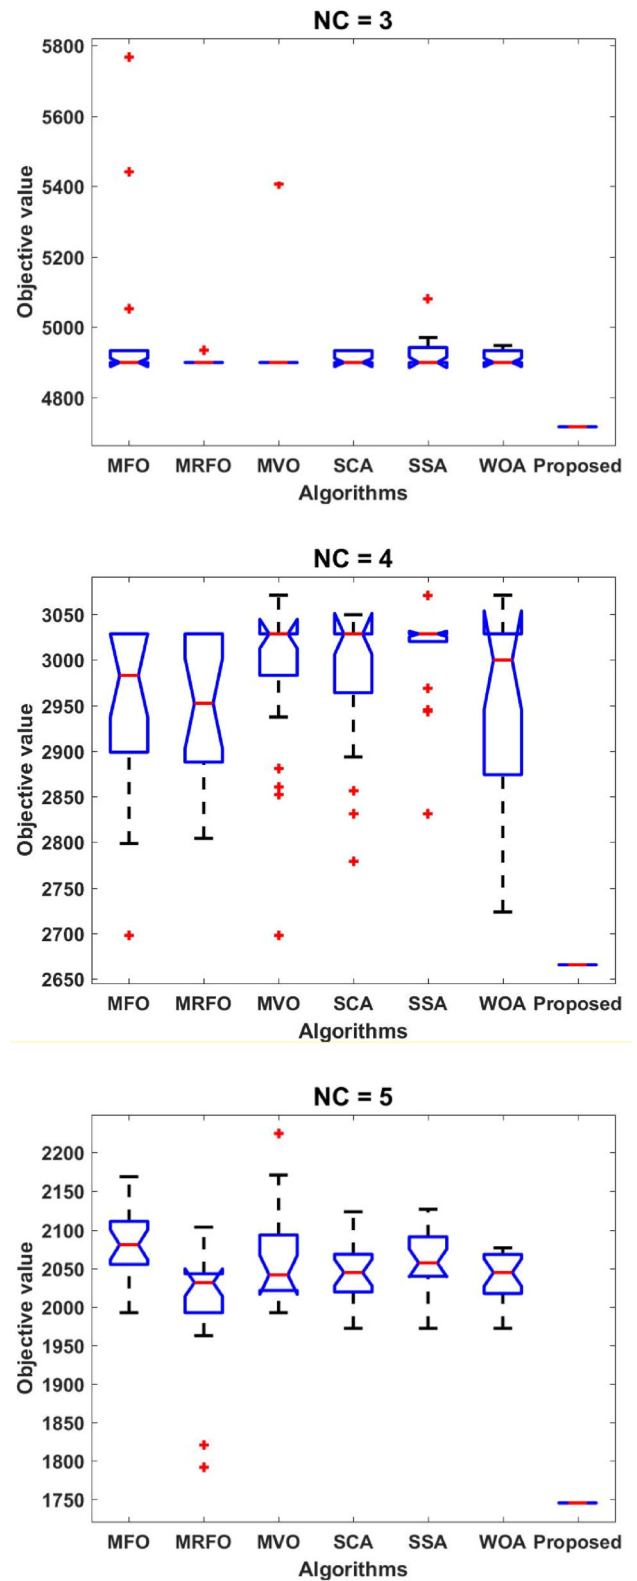 NC = 3
5800
5600
5400
5200
5000
4800
Objective value
MFO MRFO MVO SCA SSA WOA Proposed
Algorithms
NC = 4
3050
3000
2950
2900
2850
2800
2750
2700
2650
Objective value
MFO MRFO MVO SCA SSA WOA Proposed
Algorithms
NC = 5
2200
2150
2100
2050
2000
1950
1900
1850
1800
1750
Objective value
MFO MRFO MVO SCA SSA WOA Proposed
Algorithms